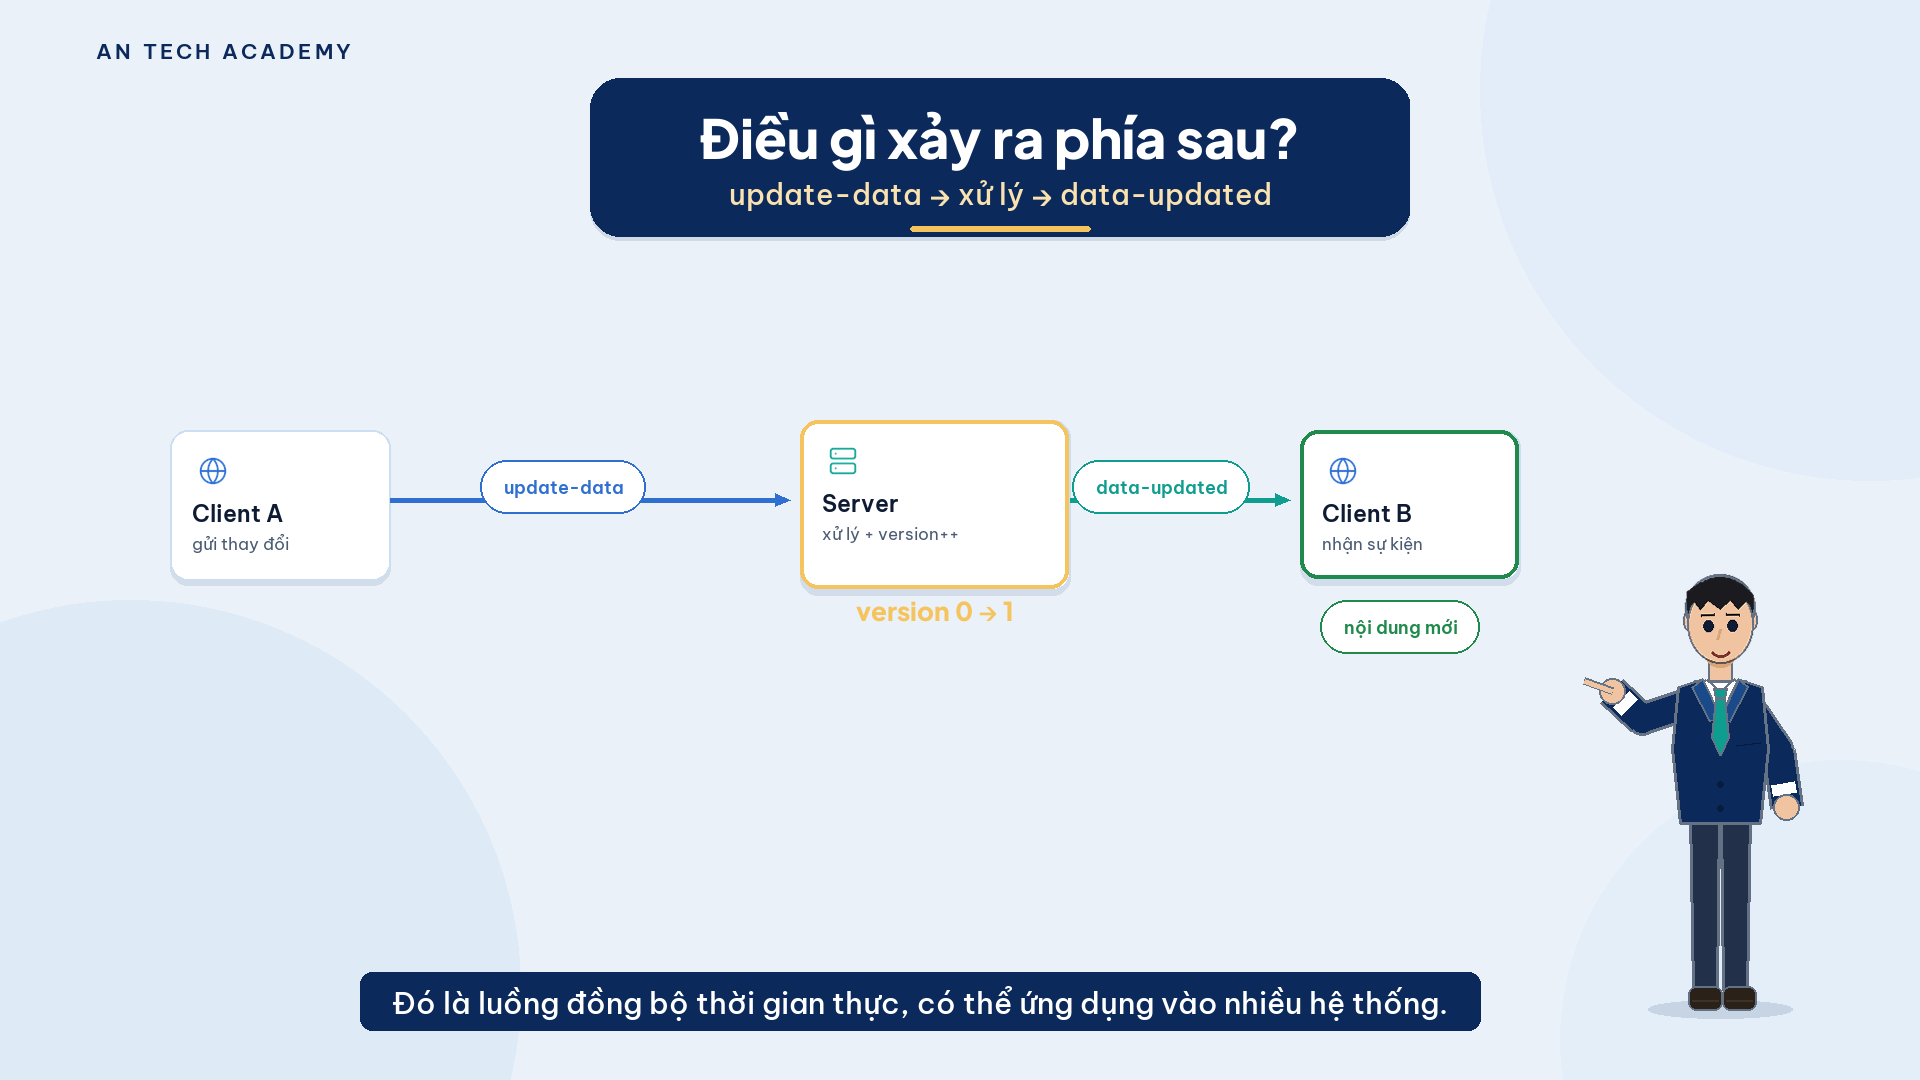 AN TECH ACADEMY
Điều gì xảy ra phía sau?
update-data → xử lý → data-updated
Client A
gửi thay đổi
update-data
Server
xử lý + version++
version 0 → 1
data-updated
Client B
nhận sự kiện
nội dung mới
Đó là luồng đồng bộ thời gian thực, có thể ứng dụng vào nhiều hệ thống.